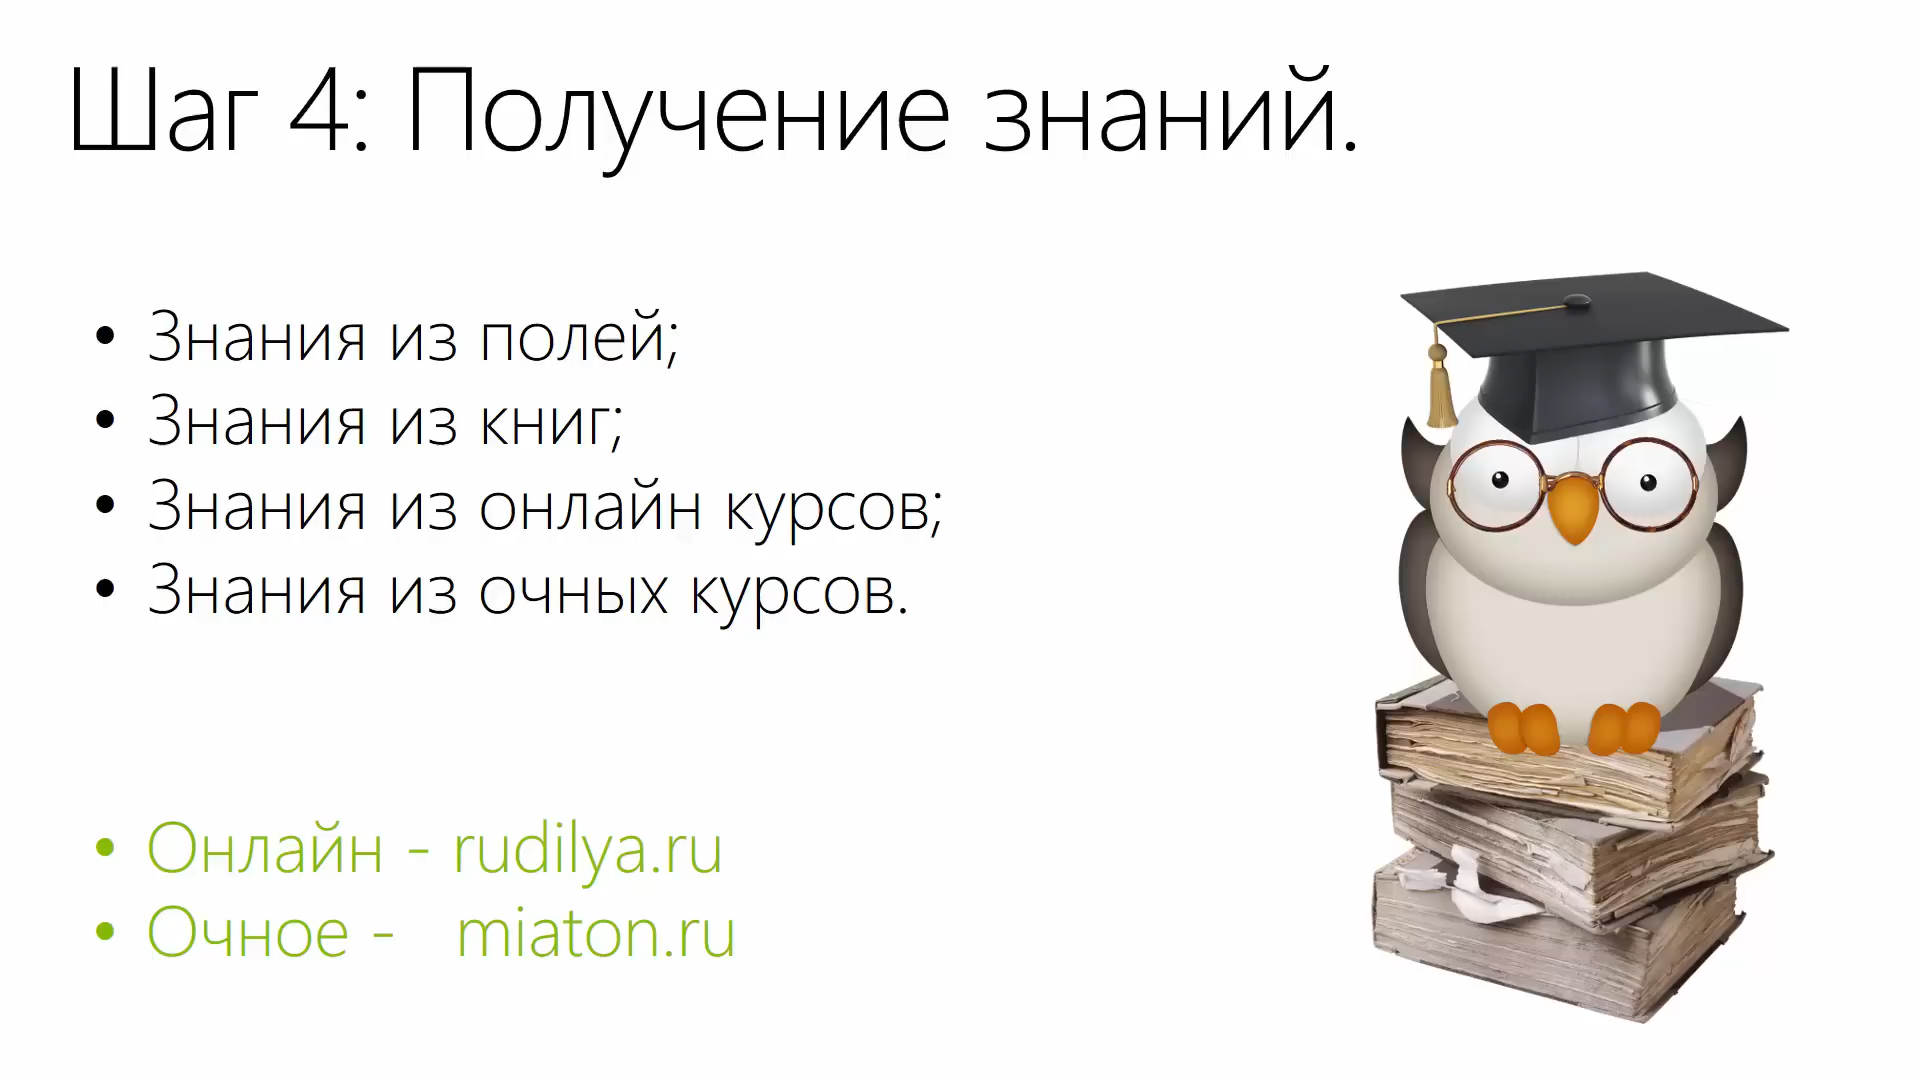 Шаг 4: Получение знаний.
• Знания из полей;
• Знания из книг;
• Знания из онлайн курсов;
• Знания из очных курсов.
• Онлайн - rudilya.ru
• Очное - miaton.ru